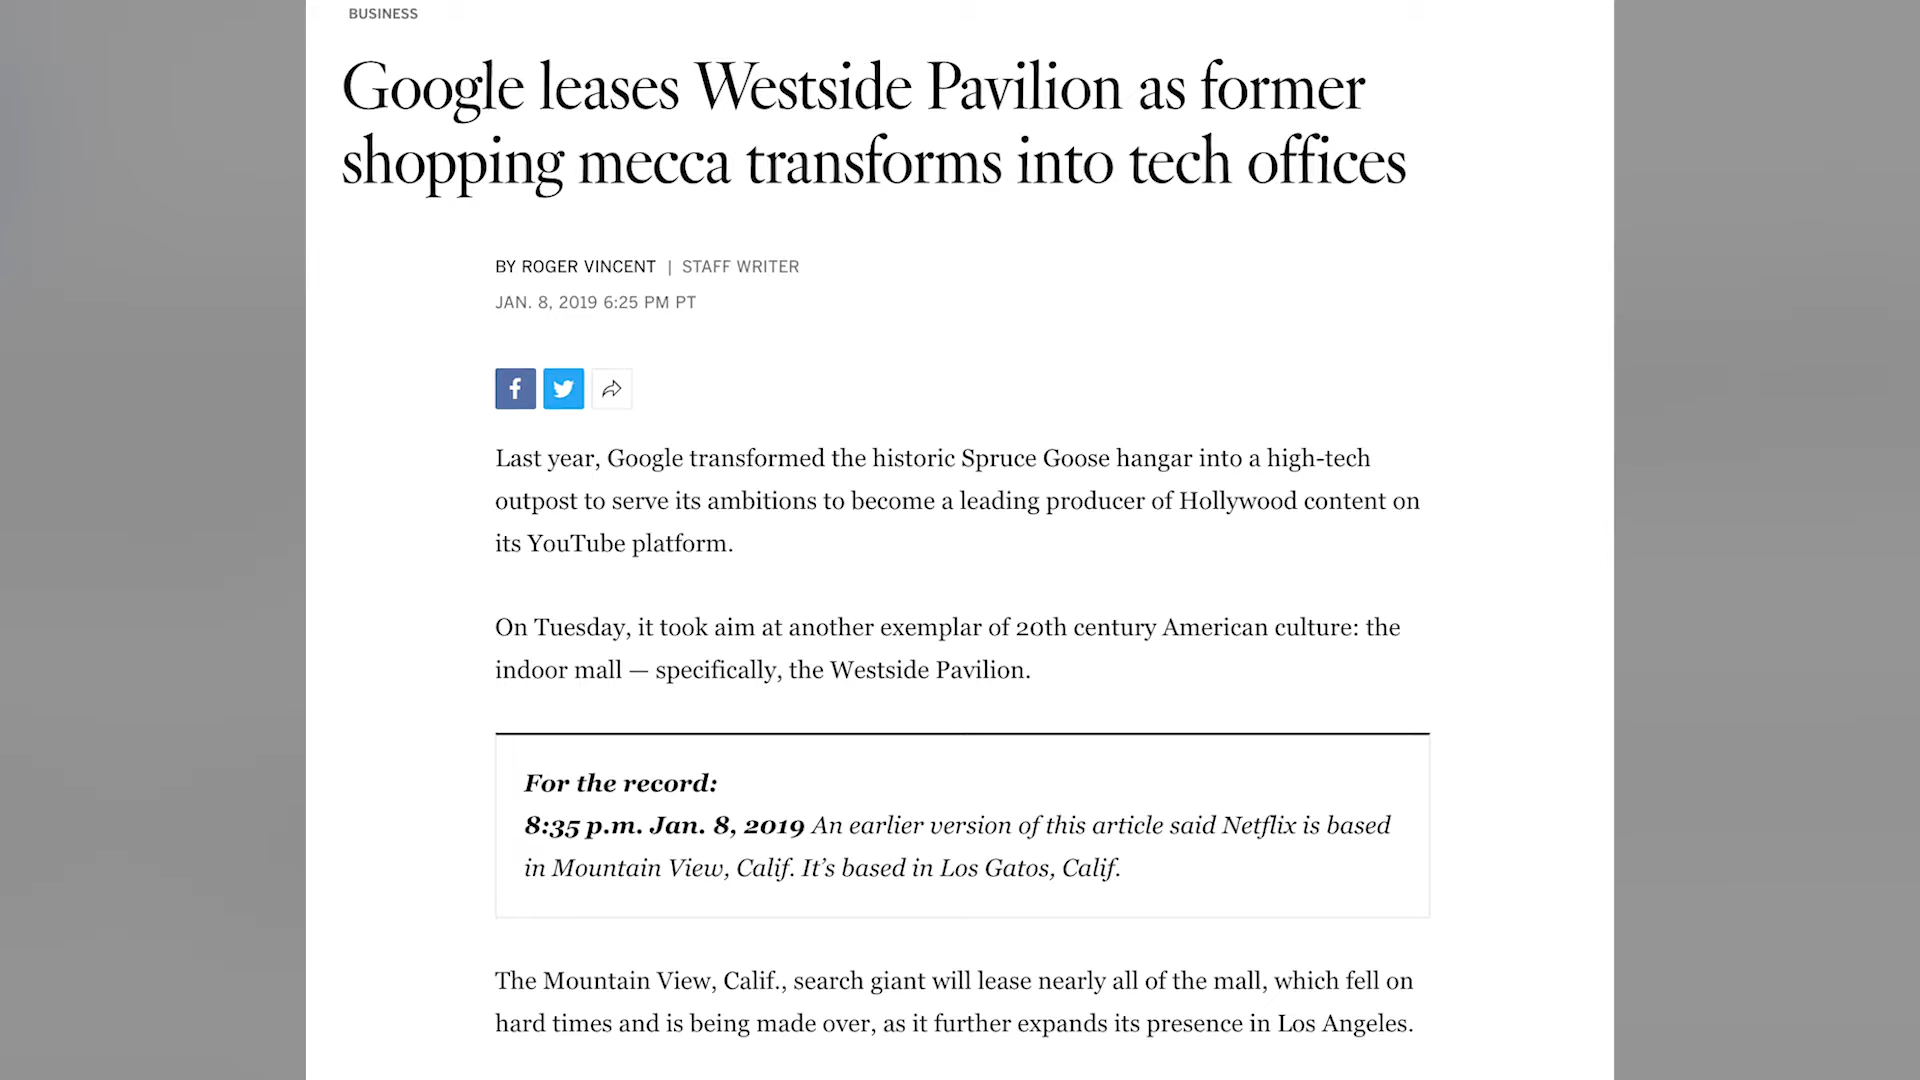 BUSINESS
Google leases Westside Pavilion as former
shopping mecca transforms into tech offices
BY ROGER VINCENT | STAFF WRITER
JAN. 8, 2019 6:25 PM PT
Last year, Google transformed the historic Spruce Goose hangar into a high-tech
outpost to serve its ambitions to become a leading producer of Hollywood content on
its YouTube platform.
On Tuesday, it took aim at another exemplar of 20th century American culture: the
indoor mall — specifically, the Westside Pavilion.
For the record:
8:35 p.m. Jan. 8, 2019 An earlier version of this article said Netflix is based
in Mountain View, Calif. It’s based in Los Gatos, Calif.
The Mountain View, Calif., search giant will lease nearly all of the mall, which fell on
hard times and is being made over, as it further expands its presence in Los Angeles.